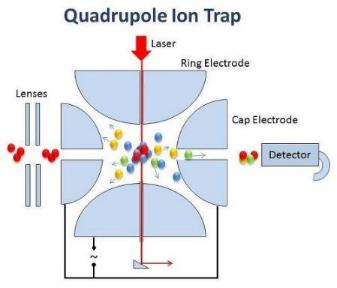 Quadrupole Ion Trap
Laser
Ring Electrode
Lenses
Cap Electrode
Detector
~